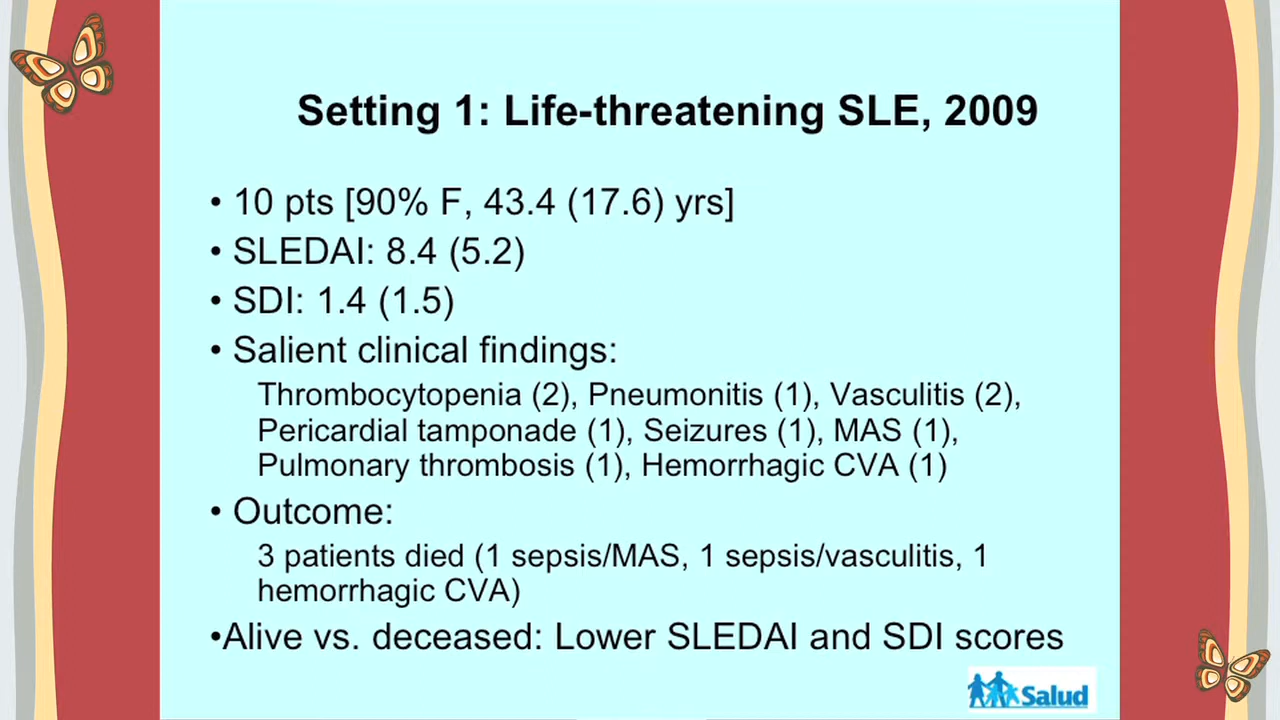 Setting 1: Life-threatening SLE, 2009
• 10 pts [90% F, 43.4 (17.6) yrs]
• SLEDAI: 8.4 (5.2)
• SDI: 1.4 (1.5)
• Salient clinical findings:
Thrombocytopenia (2), Pneumonitis (1), Vasculitis (2),
Pericardial tamponade (1), Seizures (1), MAS (1),
Pulmonary thrombosis (1), Hemorrhagic CVA (1)
• Outcome:
3 patients died (1 sepsis/MAS, 1 sepsis/vasculitis, 1
hemorrhagic CVA)
•Alive vs. deceased: Lower SLEDAI and SDI scores
Salud